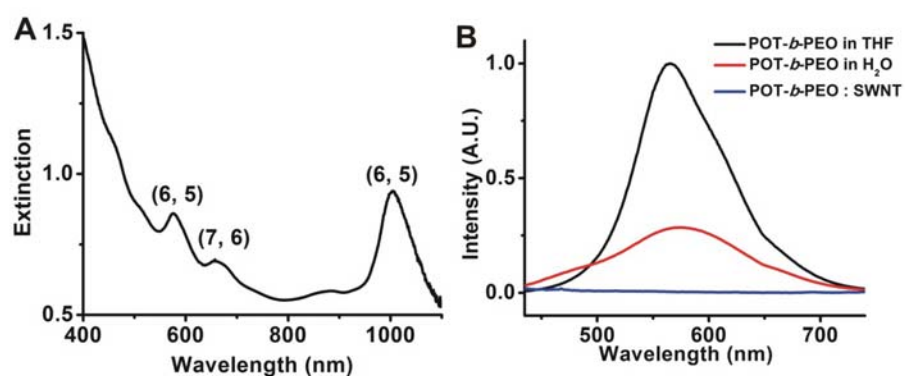 A
1.5
1.0
0.5
Extinction
(6, 5)
(7, 6)
(6, 5)
400
600
800
1000
Wavelength (nm)
B
POT-b-PEO in THF
POT-b-PEO in H₂O
POT-b-PEO : SWNT
1.0
0.5
0.0
Intensity (A.U.)
500
600
700
Wavelength (nm)